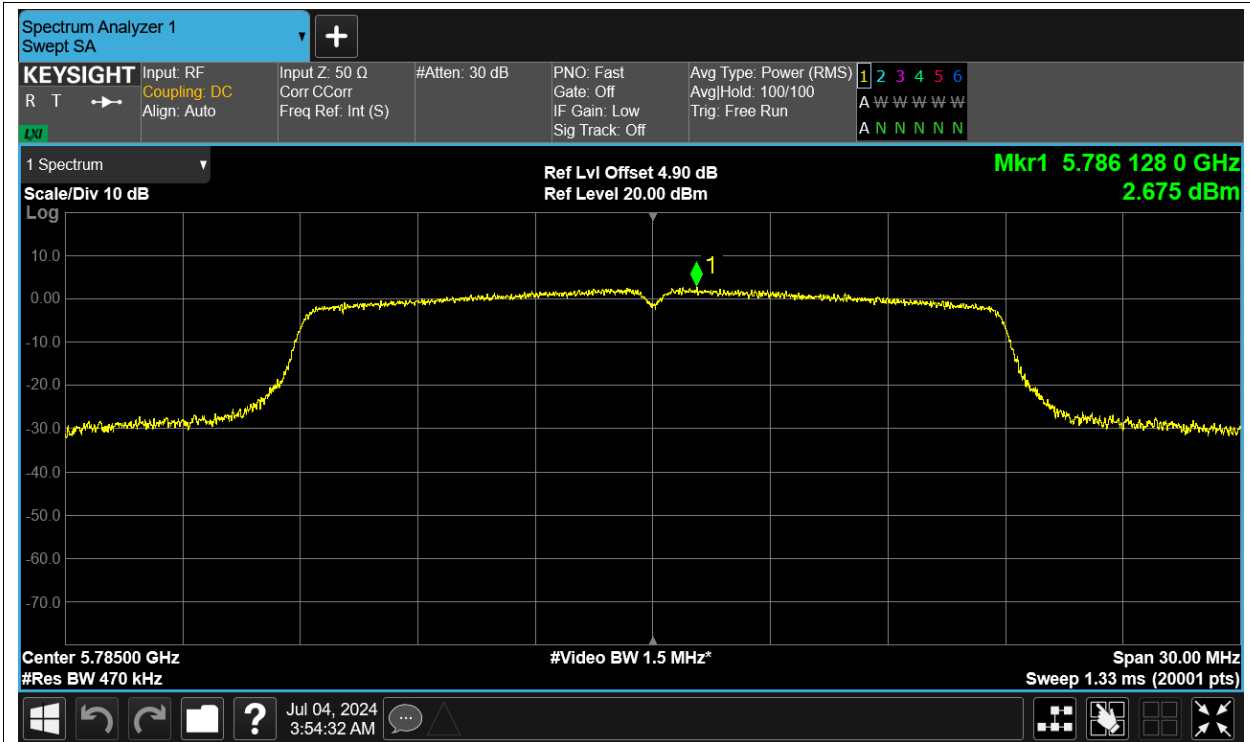 Spectrum Analyzer 1
Swept SA
KEYSIGHT
R T
LXI
Input: RF
Coupling: DC
Align: Auto
Input Z: 50 Ω
Corr CCorr
Freq Ref: Int (S)
#Atten: 30 dB
PNO: Fast
Gate: Off
IF Gain: Low
Sig Track: Off
Avg Type: Power (RMS)
Avg|Hold: 100/100
Trig: Free Run
1 2 3 4 5 6
A W W W W W
A N N N N N
1 Spectrum
Scale/Div 10 dB
Log
Ref Lvl Offset 4.90 dB
Ref Level 20.00 dBm
Mkr1 5.786 128 0 GHz
2.675 dBm
1
10.0
0.00
-10.0
-20.0
-30.0
-40.0
-50.0
-60.0
-70.0
Center 5.78500 GHz
#Res BW 470 kHz
#Video BW 1.5 MHz*
Span 30.00 MHz
Sweep 1.33 ms (20001 pts)
?
Jul 04, 2024
3:54:32 AM